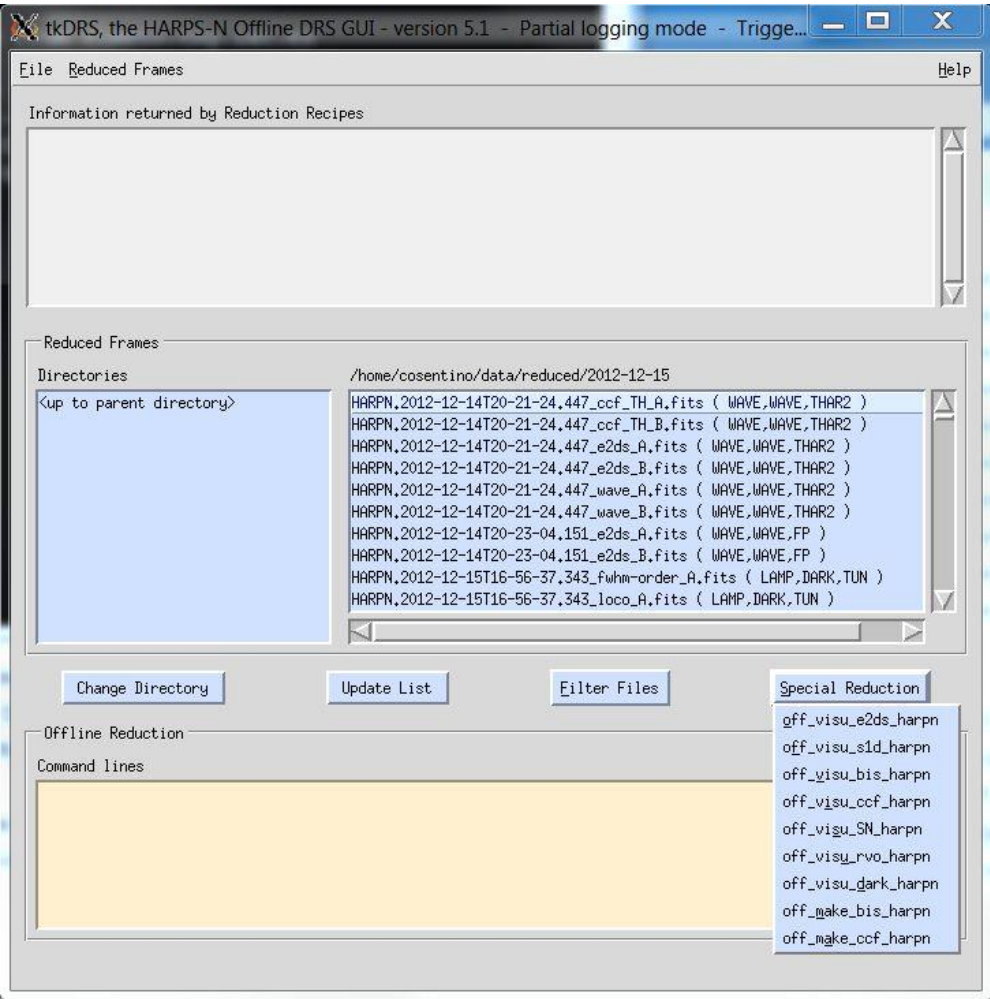 tkDRS, the HARPS-N Offline DRS GUI - version 5.1 - Partial logging mode - Trigge...
File Reduced Frames Help
Information returned by Reduction Recipes
Reduced Frames
Directories /home/cosentino/data/reduced/2012-12-15
<up to parent directory>
HARPN.2012-12-14T20-21-24.447_ccf_TH_A.fits ( WAVE,WAVE,THAR2 )
HARPN.2012-12-14T20-21-24.447_ccf_TH_B.fits ( WAVE,WAVE,THAR2 )
HARPN.2012-12-14T20-21-24.447_e2ds_A.fits ( WAVE,WAVE,THAR2 )
HARPN.2012-12-14T20-21-24.447_e2ds_B.fits ( WAVE,WAVE,THAR2 )
HARPN.2012-12-14T20-21-24.447_wave_A.fits ( WAVE,WAVE,THAR2 )
HARPN.2012-12-14T20-21-24.447_wave_B.fits ( WAVE,WAVE,THAR2 )
HARPN.2012-12-14T20-23-04.151_e2ds_A.fits ( WAVE,WAVE,FP )
HARPN.2012-12-14T20-23-04.151_e2ds_B.fits ( WAVE,WAVE,FP )
HARPN.2012-12-15T16-56-37.343_fwhm-order_A.fits ( LAMP,DARK,TUN )
HARPN.2012-12-15T16-56-37.343_loco_A.fits ( LAMP,DARK,TUN )
Change Directory Update List Filter Files Special Reduction
off_visu_e2ds_harpn
off_visu_s1d_harpn
off_visu_bis_harpn
off_visu_ccf_harpn
off_visu_SN_harpn
off_visu_rvo_harpn
off_visu_dark_harpn
off_make_bis_harpn
off_make_ccf_harpn
Offline Reduction
Command lines